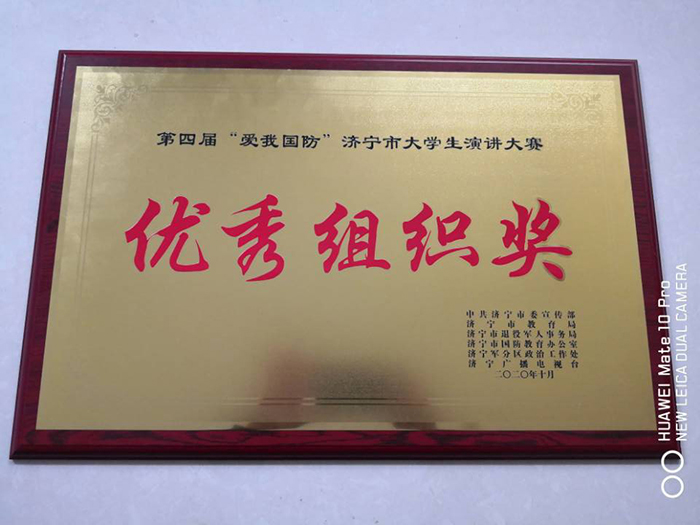 第四届“爱我国防”济宁市大学生演讲大赛
优秀组织奖
中共济宁市委宣传部
济宁市教育局
济宁市退役军人事务局
济宁市国防教育办公室
济宁军分区政治工作处
济宁广播电视台
二〇二〇年十月
HUAWEI Mate 10 Pro
NEW LEICA DUAL CAMERA